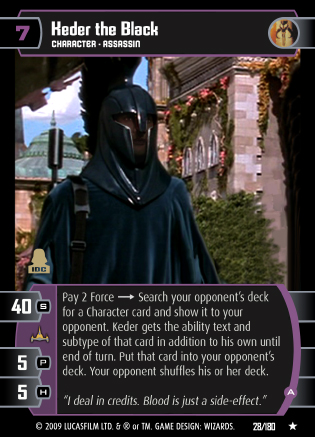 7
Keder the Black
CHARACTER · ASSASSIN
IDC
40 S
5 P
5 H
Pay 2 Force → Search your opponent's deck
for a Character card and show it to your
opponent. Keder gets the ability text and
subtype of that card in addition to his own until
end of turn. Put that card into your opponent's
deck. Your opponent shuffles his or her deck.
"I deal in credits. Blood is just a side-effect."
A
© 2009 LUCASFILM LTD. & ® or TM. GAME DESIGN: WIZARDS.
28/180